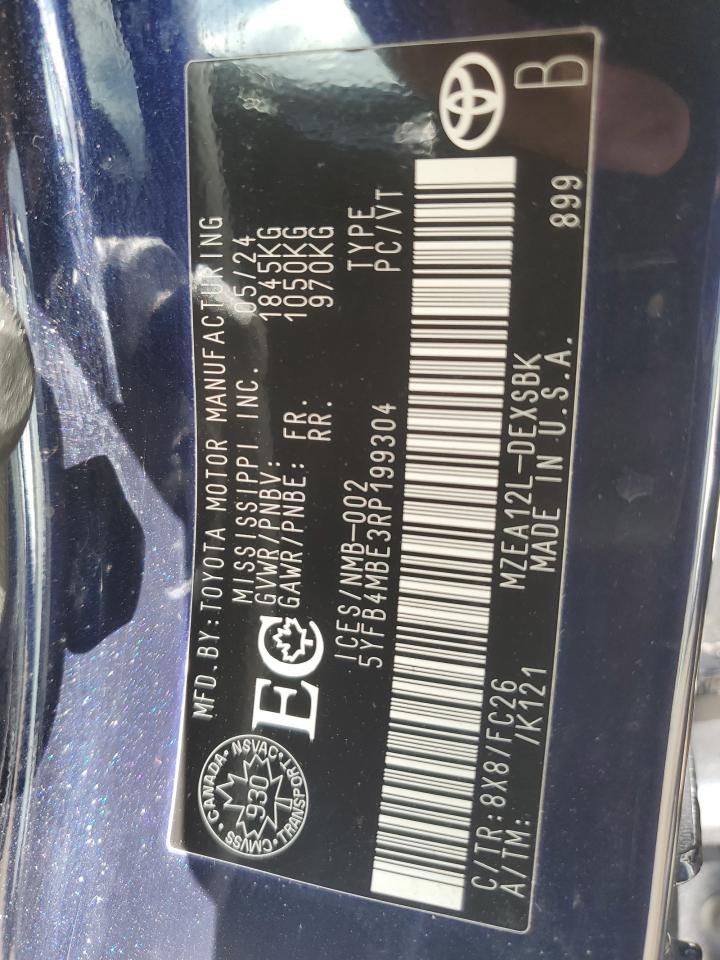 MFD.BY:TOYOTA MOTOR MANUFACTURING
MISSISSIPPI INC. 05/24
GVWR/PNBV: 1845KG
GAWR/PNBE: FR. 1050KG
RR. 970KG
CANADA • NSVAC • TRANSPORT • CMVSS •
930
EC
ICES/NMB-002 TYPE
5YFB4MBE3RP199304 PC/VT
C/TR:8X8/FC26 MZEA12L-DEXSBK
A/TM: /K121 MADE IN U.S.A. 899
B